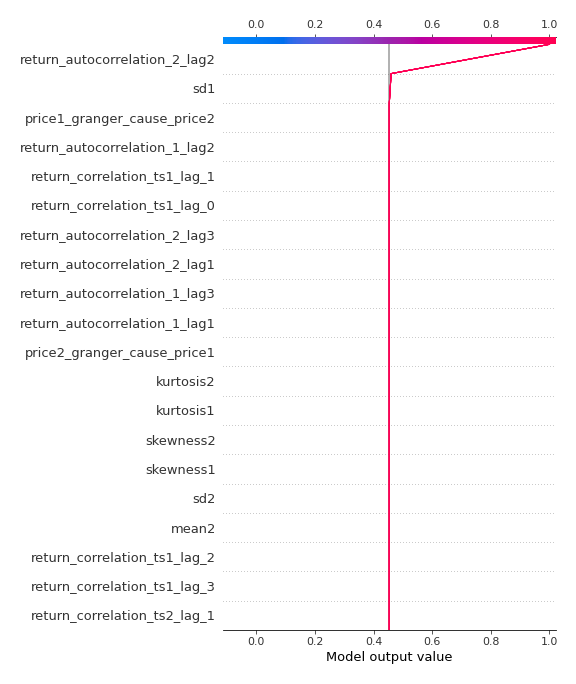 0.0 0.2 0.4 0.6 0.8 1.0
return_autocorrelation_2_lag2
sd1
price1_granger_cause_price2
return_autocorrelation_1_lag2
return_correlation_ts1_lag_1
return_correlation_ts1_lag_0
return_autocorrelation_2_lag3
return_autocorrelation_2_lag1
return_autocorrelation_1_lag3
return_autocorrelation_1_lag1
price2_granger_cause_price1
kurtosis2
kurtosis1
skewness2
skewness1
sd2
mean2
return_correlation_ts1_lag_2
return_correlation_ts1_lag_3
return_correlation_ts2_lag_1
0.0 0.2 0.4 0.6 0.8 1.0
Model output value